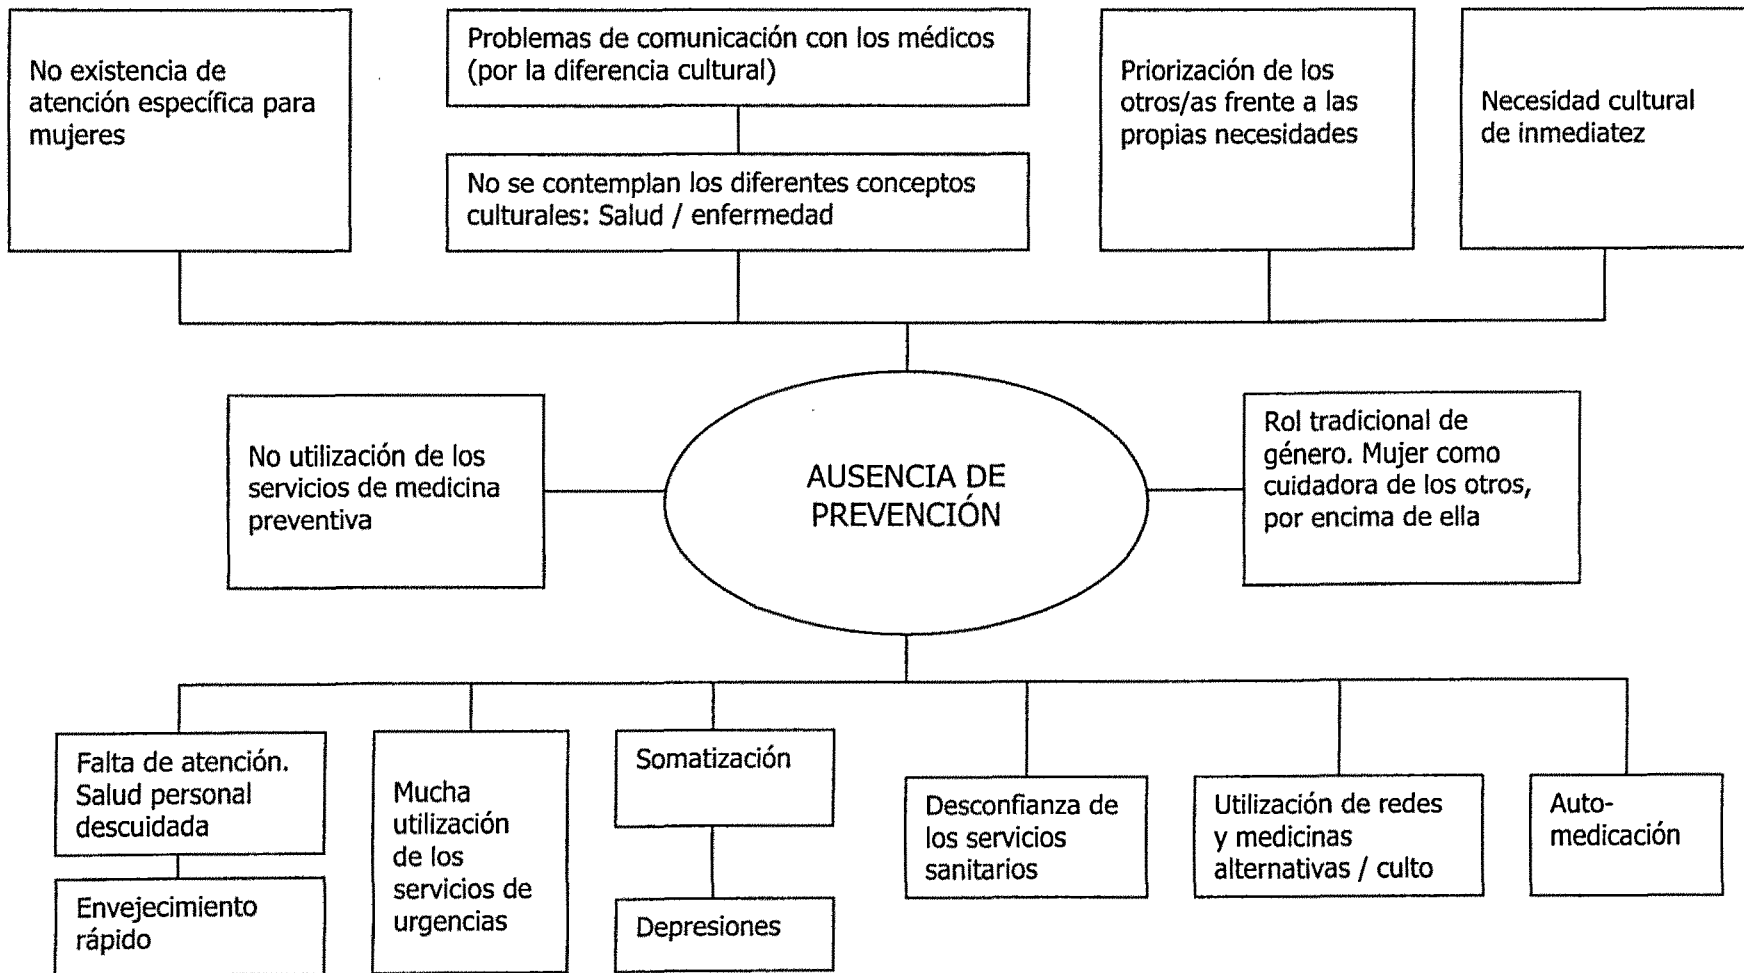 No existencia de
atención específica para
mujeres
Problemas de comunicación con los médicos
(por la diferencia cultural)
No se contemplan los diferentes conceptos
culturales: Salud / enfermedad
Priorización de los
otros/as frente a las
propias necesidades
Necesidad cultural
de inmediatez
No utilización de los
servicios de medicina
preventiva
AUSENCIA DE
PREVENCIÓN
Rol tradicional de
género. Mujer como
cuidadora de los otros,
por encima de ella
Falta de atención.
Salud personal
descuidada
Envejecimiento
rápido
Mucha
utilización
de los
servicios de
urgencias
Somatización
Depresiones
Desconfianza de
los servicios
sanitarios
Utilización de redes
y medicinas
alternativas / culto
Auto-
medicación